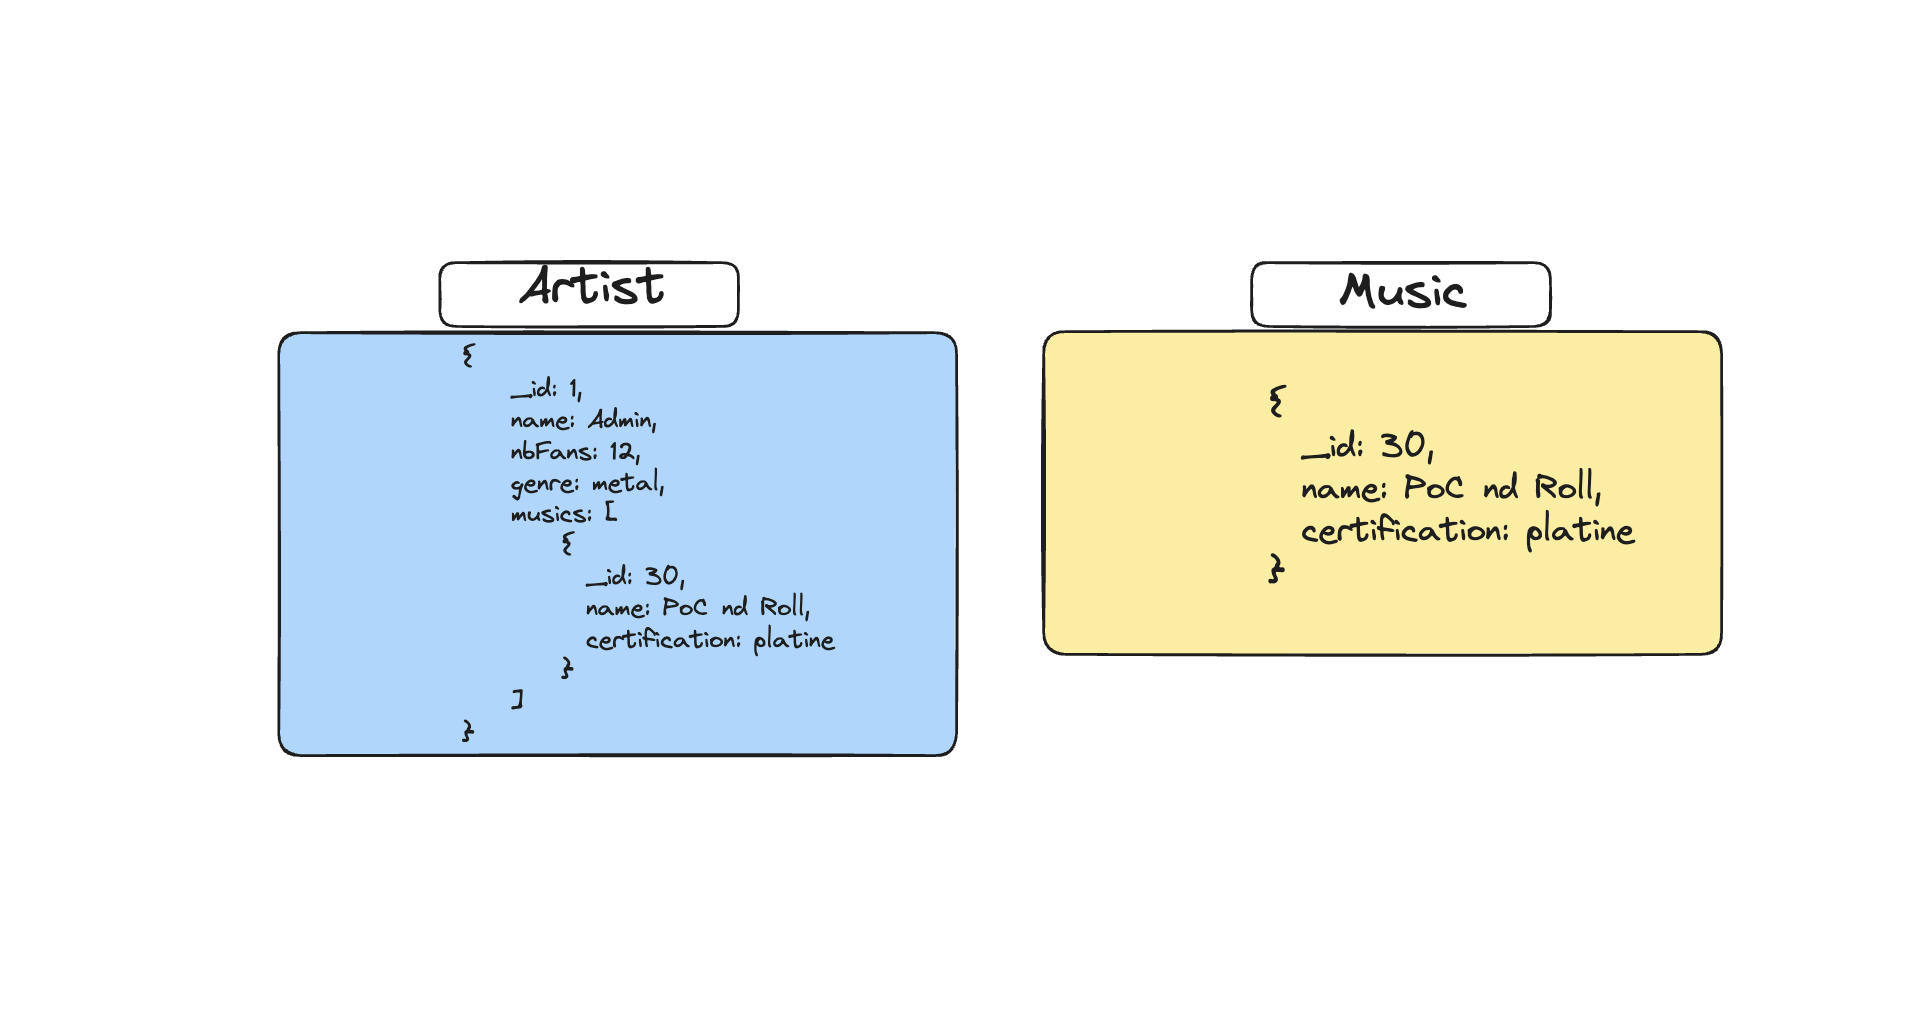 Artist
{
_id: 1,
name: Admin,
nbFans: 12,
genre: metal,
musics: [
{
_id: 30,
name: PoC nd Roll,
certification: platine
}
]
}
Music
{
_id: 30,
name: PoC nd Roll,
certification: platine
}